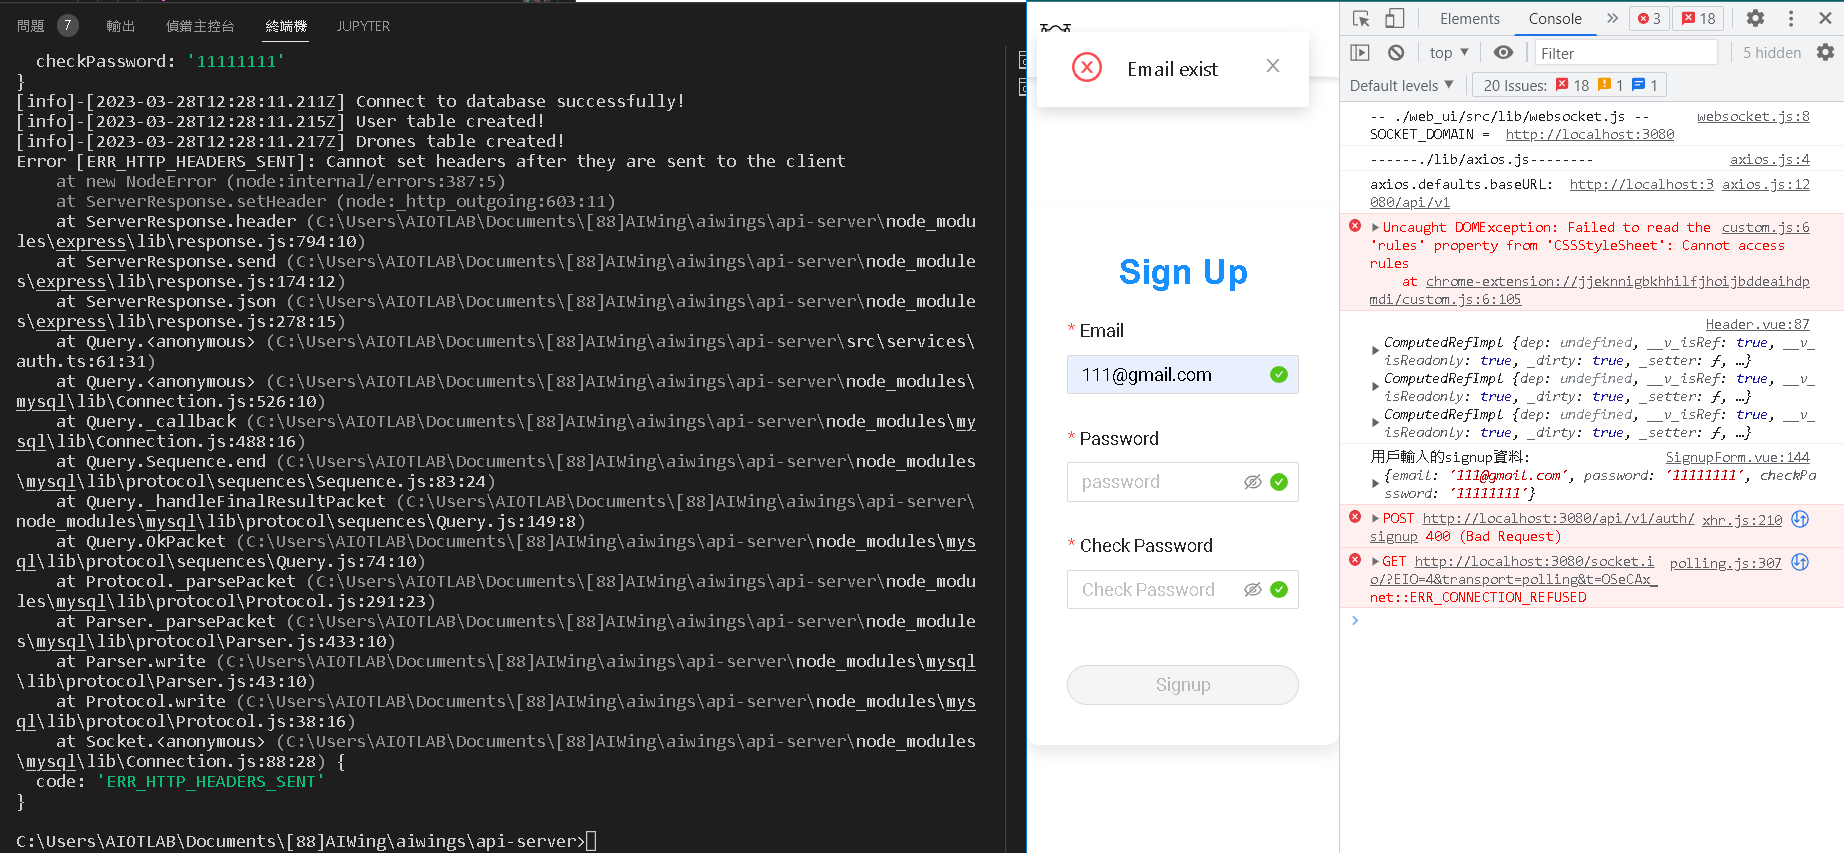 問題 7 輸出 偵錯主控台 終端機 JUPYTER
checkPassword: '11111111'
}
[info]-[2023-03-28T12:28:11.211Z] Connect to database successfully!
[info]-[2023-03-28T12:28:11.215Z] User table created!
[info]-[2023-03-28T12:28:11.217Z] Drones table created!
Error [ERR_HTTP_HEADERS_SENT]: Cannot set headers after they are sent to the client
at new NodeError (node:internal/errors:387:5)
at ServerResponse.setHeader (node:_http_outgoing:603:11)
at ServerResponse.header (C:\Users\AIOTLAB\Documents\[88]AIWing\aiwings\api-server\node_modu
les\express\lib\response.js:794:10)
at ServerResponse.send (C:\Users\AIOTLAB\Documents\[88]AIWing\aiwings\api-server\node_module
s\express\lib\response.js:174:12)
at ServerResponse.json (C:\Users\AIOTLAB\Documents\[88]AIWing\aiwings\api-server\node_module
s\express\lib\response.js:278:15)
at Query.<anonymous> (C:\Users\AIOTLAB\Documents\[88]AIWing\aiwings\api-server\src\services\
auth.ts:61:31)
at Query.<anonymous> (C:\Users\AIOTLAB\Documents\[88]AIWing\aiwings\api-server\node_modules\
mysql\lib\Connection.js:526:10)
at Query._callback (C:\Users\AIOTLAB\Documents\[88]AIWing\aiwings\api-server\node_modules\my
sql\lib\Connection.js:488:16)
at Query.Sequence.end (C:\Users\AIOTLAB\Documents\[88]AIWing\aiwings\api-server\node_modules
\mysql\lib\protocol\sequences\Sequence.js:83:24)
at Query._handleFinalResultPacket (C:\Users\AIOTLAB\Documents\[88]AIWing\aiwings\api-server\
node_modules\mysql\lib\protocol\sequences\Query.js:149:8)
at Query.OkPacket (C:\Users\AIOTLAB\Documents\[88]AIWing\aiwings\api-server\node_modules\mys
ql\lib\protocol\sequences\Query.js:74:10)
at Protocol._parsePacket (C:\Users\AIOTLAB\Documents\[88]AIWing\aiwings\api-server\node_modu
les\mysql\lib\protocol\Protocol.js:291:23)
at Parser._parsePacket (C:\Users\AIOTLAB\Documents\[88]AIWing\aiwings\api-server\node_module
s\mysql\lib\protocol\Parser.js:433:10)
at Parser.write (C:\Users\AIOTLAB\Documents\[88]AIWing\aiwings\api-server\node_modules\mysql
\lib\protocol\Parser.js:43:10)
at Protocol.write (C:\Users\AIOTLAB\Documents\[88]AIWing\aiwings\api-server\node_modules\mys
ql\lib\protocol\Protocol.js:38:16)
at Socket.<anonymous> (C:\Users\AIOTLAB\Documents\[88]AIWing\aiwings\api-server\node_modules
\mysql\lib\Connection.js:88:28) {
code: 'ERR_HTTP_HEADERS_SENT'
}
C:\Users\AIOTLAB\Documents\[88]AIWing\aiwings\api-server>
Email exist
Sign Up
* Email
111@gmail.com
* Password
password
* Check Password
Check Password
Signup
Elements Console 3 18
top Filter 5 hidden
Default levels 20 Issues: 18 1 1
-- ./web_ui/src/lib/websocket.js -- websocket.js:8
SOCKET_DOMAIN = http://localhost:3080
------./lib/axios.js-------- axios.js:4
axios.defaults.baseURL: http://localhost:3 axios.js:12
080/api/v1
Uncaught DOMException: Failed to read the custom.js:6
'rules' property from 'CSSStyleSheet': Cannot access
rules
at chrome-extension://jjeknnigbkhhilfjhoijbddeaihdp
mdi/custom.js:6:105
Header.vue:87
ComputedRefImpl {dep: undefined, __v_isRef: true, __v_
isReadonly: true, _dirty: true, _setter: ƒ, …}
ComputedRefImpl {dep: undefined, __v_isRef: true, __v_
isReadonly: true, _dirty: true, _setter: ƒ, …}
ComputedRefImpl {dep: undefined, __v_isRef: true, __v_
isReadonly: true, _dirty: true, _setter: ƒ, …}
用戶輸入的signup資料: SignupForm.vue:144
{email: '111@gmail.com', password: '11111111', checkPa
ssword: '11111111'}
POST http://localhost:3080/api/v1/auth/ xhr.js:210
signup 400 (Bad Request)
GET http://localhost:3080/socket.i polling.js:307
o/?EIO=4&transport=polling&t=OSeCAx_
net::ERR_CONNECTION_REFUSED